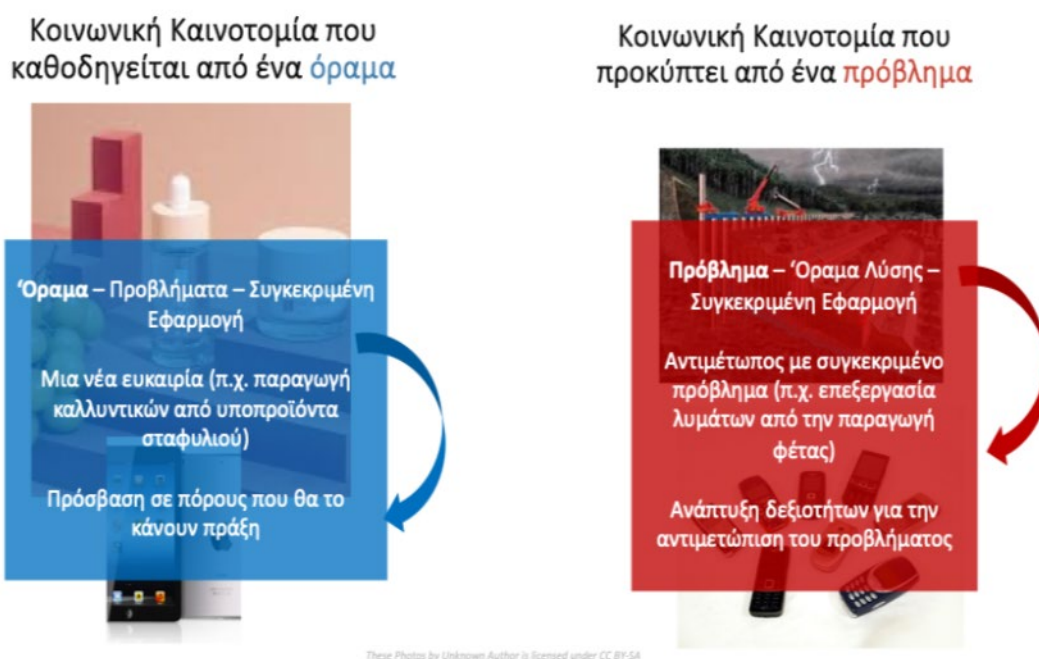 Κοινωνική Καινοτομία που
καθοδηγείται από ένα όραμα
‘Όραμα – Προβλήματα – Συγκεκριμένη
Εφαρμογή
Μια νέα ευκαιρία (π.χ. παραγωγή
καλλυντικών από υποπροϊόντα
σταφυλιού)
Πρόσβαση σε πόρους που θα το
κάνουν πράξη
Κοινωνική Καινοτομία που
προκύπτει από ένα πρόβλημα
Πρόβλημα – ‘Όραμα Λύσης –
Συγκεκριμένη Εφαρμογή
Αντιμέτωπος με συγκεκριμένο
πρόβλημα (π.χ. επεξεργασία
λυμάτων από την παραγωγή
φέτας)
Ανάπτυξη δεξιοτήτων για την
αντιμετώπιση του προβλήματος
These Photos by Unknown Author is licensed under CC BY-SA